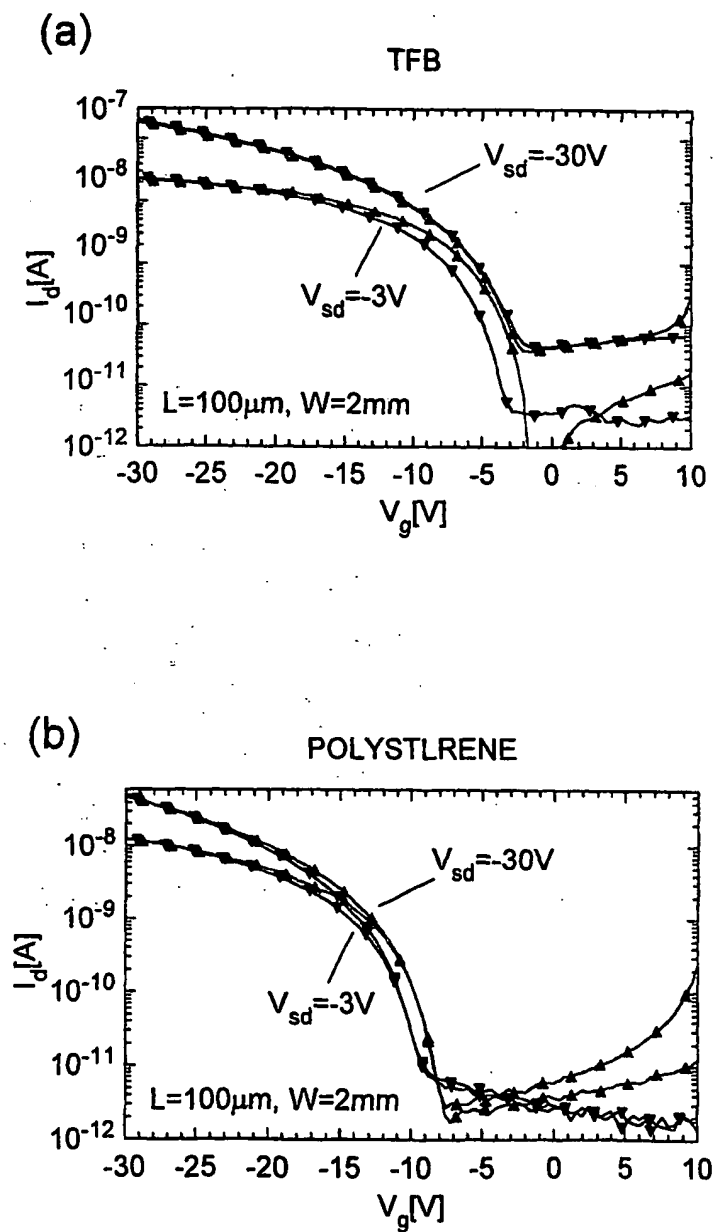 (a)
TFB
10-7
10-8
10-9
10-10
10-11
10-12
Id[A]
Vsd=-30V
Vsd=-3V
L=100μm, W=2mm
-30 -25 -20 -15 -10 -5 0 5 10
Vg[V]
(b)
POLYSTLRENE
10-8
10-9
10-10
10-11
10-12
Id[A]
Vsd=-30V
Vsd=-3V
L=100μm, W=2mm
-30 -25 -20 -15 -10 -5 0 5 10
Vg[V]